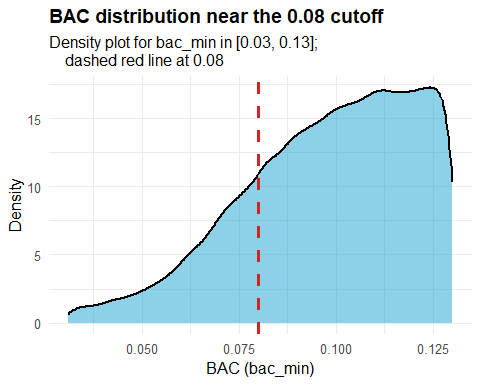 BAC distribution near the 0.08 cutoff
Density plot for bac_min in [0.03, 0.13];
dashed red line at 0.08
Density
15
10
5
0
0.050 0.075 0.100 0.125
BAC (bac_min)